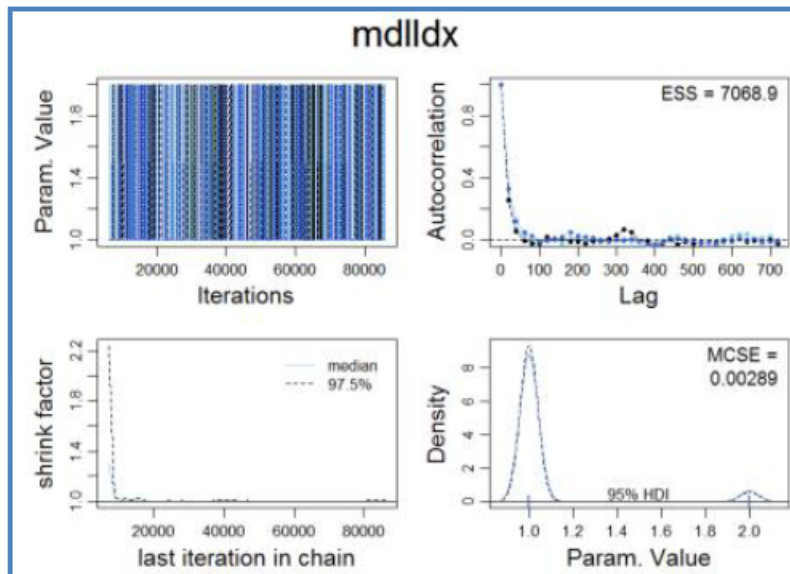 mdlldx
Param. Value
1.0 1.4 1.8
20000 40000 60000 80000
Iterations
Autocorrelation
0.0 0.4 0.8
ESS = 7068.9
0 100 200 300 400 500 600 700
Lag
shrink factor
1.0 1.4 1.8 2.2
median
97.5%
20000 40000 60000 80000
last iteration in chain
Density
0 2 4 6 8
MCSE =
0.00289
95% HDI
1.0 1.2 1.4 1.6 1.8 2.0
Param. Value